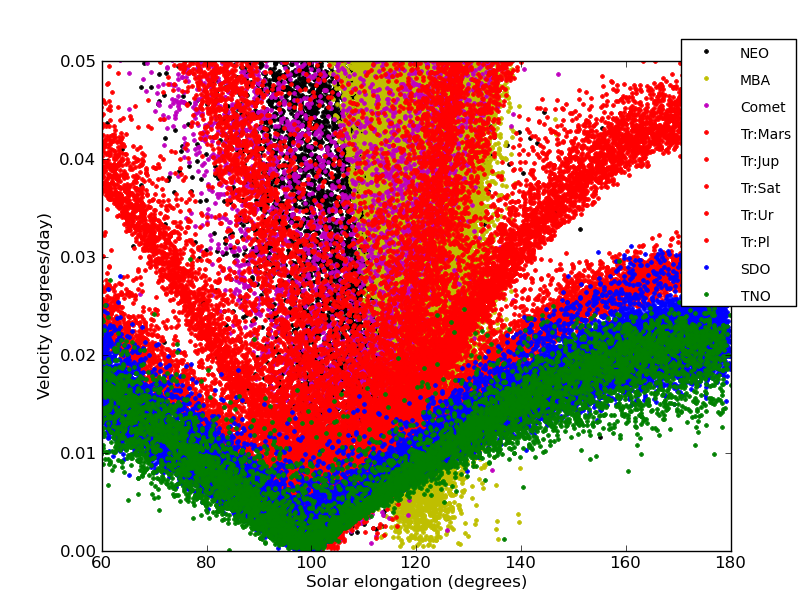 NEO
MBA
Comet
Tr:Mars
Tr:Jup
Tr:Sat
Tr:Ur
Tr:Pl
SDO
TNO
0.05
0.04
0.03
0.02
0.01
0.00
Velocity (degrees/day)
60 80 100 120 140 160 180
Solar elongation (degrees)